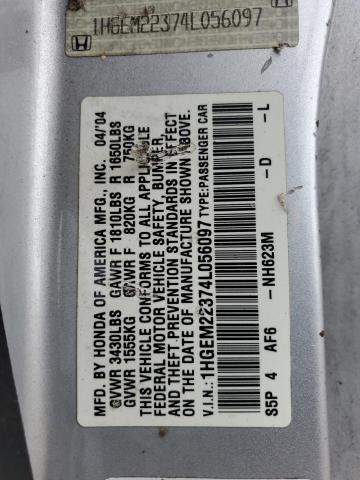 1HGEM22374L056097
MFD. BY HONDA OF AMERICA MFG., INC. 04/'04
GVWR 3430LBS GAWR F 1810LBS R 1650LBS
GVWR 1555KG GAWR F 820KG R 750KG
THIS VEHICLE CONFORMS TO ALL APPLICABLE
FEDERAL MOTOR VEHICLE SAFETY, BUMPER,
AND THEFT PREVENTION STANDARDS IN EFFECT
ON THE DATE OF MANUFACTURE SHOWN ABOVE.
V.I.N.: 1HGEM22374L056097 TYPE: PASSENGER CAR
S5P 4 AF6 -NH623M -D -L